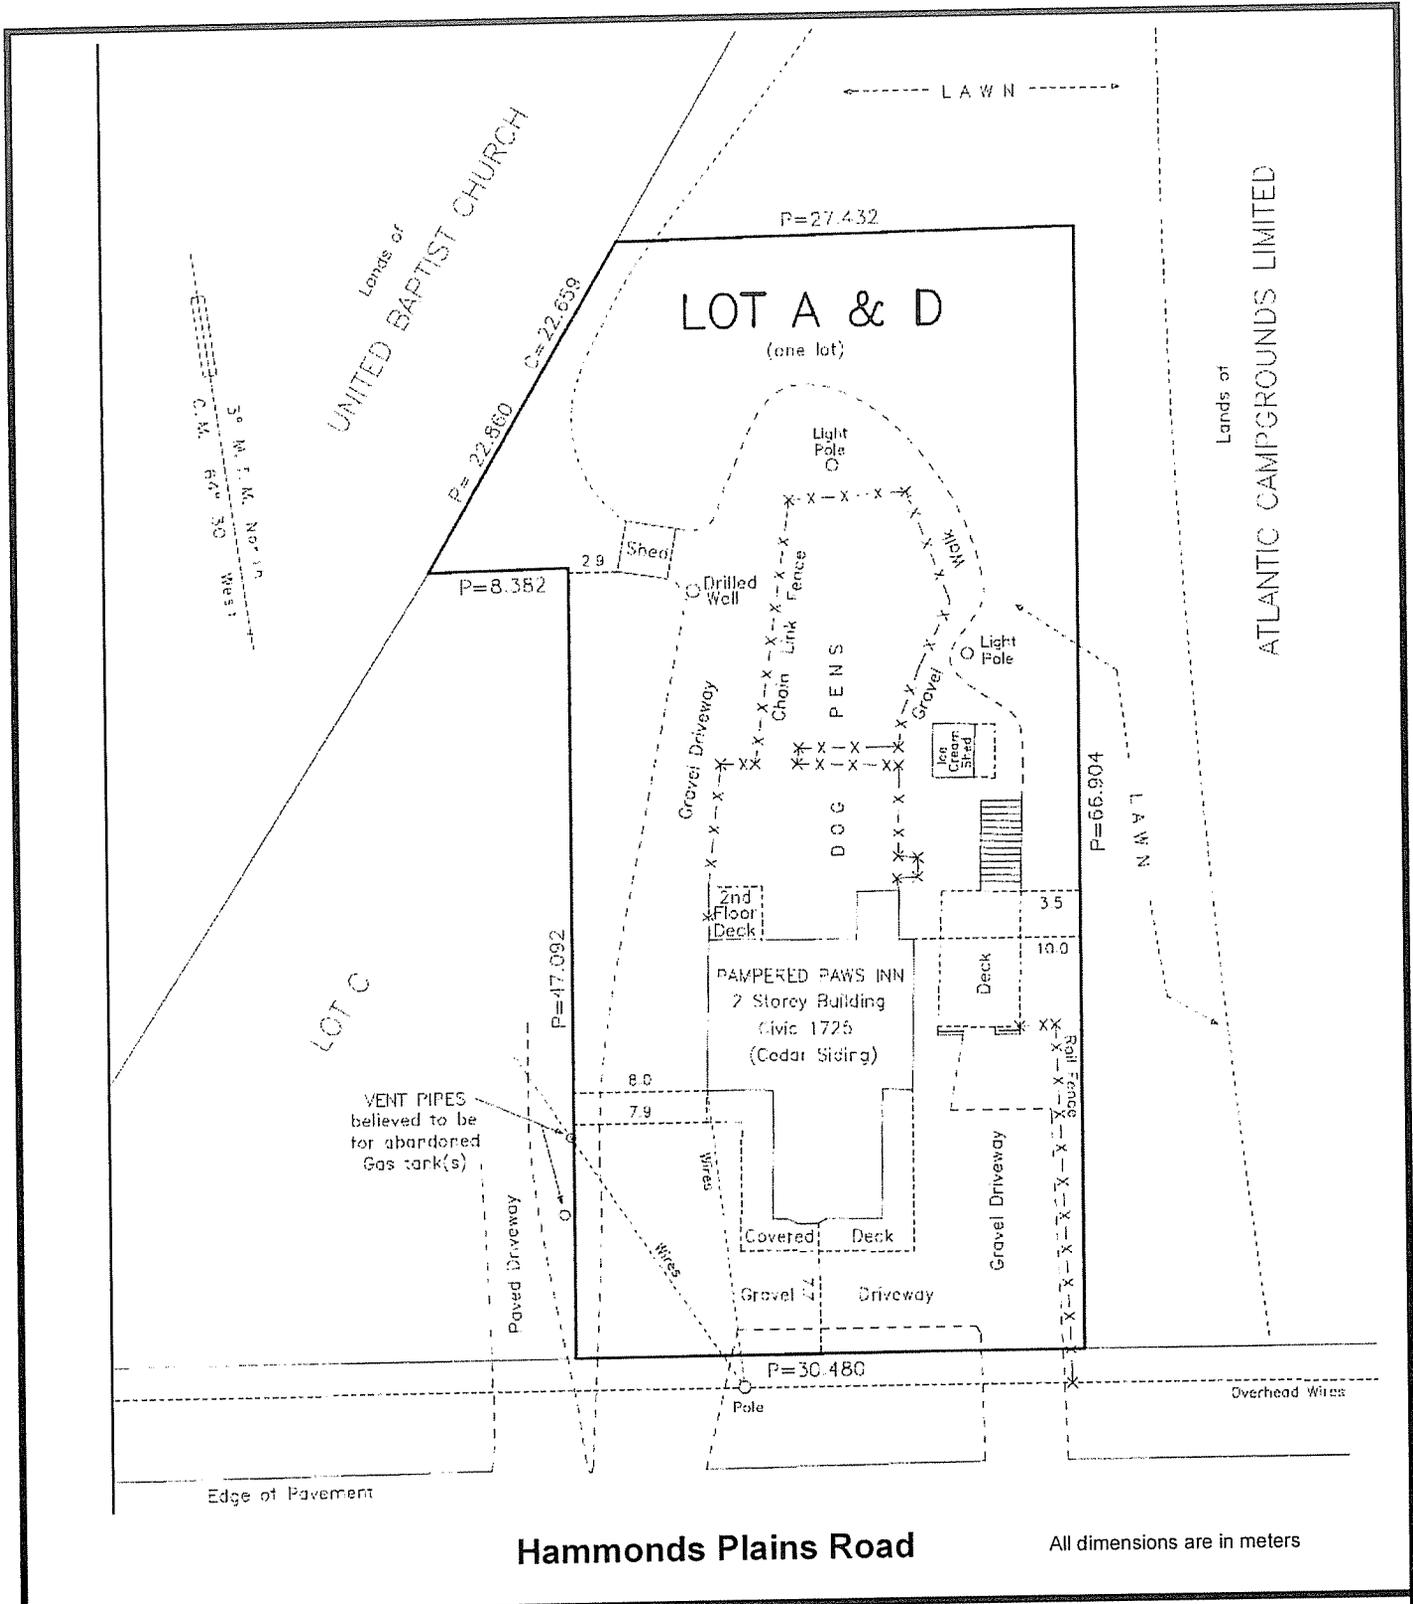 LAWN
P=27.432
LOT A & D
(one lot)
Lands of
UNITED BAPTIST CHURCH
C=22.659
P= 22.860
Lands of
ATLANTIC CAMPGROUNDS LIMITED
3° M.T.M. North
C.M. 64° 30 West
Light
Pole
Shed
2.9
P=8.382
Drilled
Well
Chain Link Fence
Walk
Gravel
Light
Pole
DOG PENS
Gravel Driveway
Ice
Cream
Shed
P=66.904
LAWN
2nd
Floor
Deck
3.5
10.0
P=47.092
PAMPERED PAWS INN
2 Storey Building
Civic 1725
(Cedar Siding)
Deck
LOT C
Rail Fence
8.0
7.9
VENT PIPES
believed to be
for abandoned
Gas tank(s)
Wires
Paved Driveway
Wires
Gravel Driveway
Covered Deck
Gravel Driveway
P=30.480
Pole
Overhead Wires
Edge of Pavement
Hammonds Plains Road
All dimensions are in meters